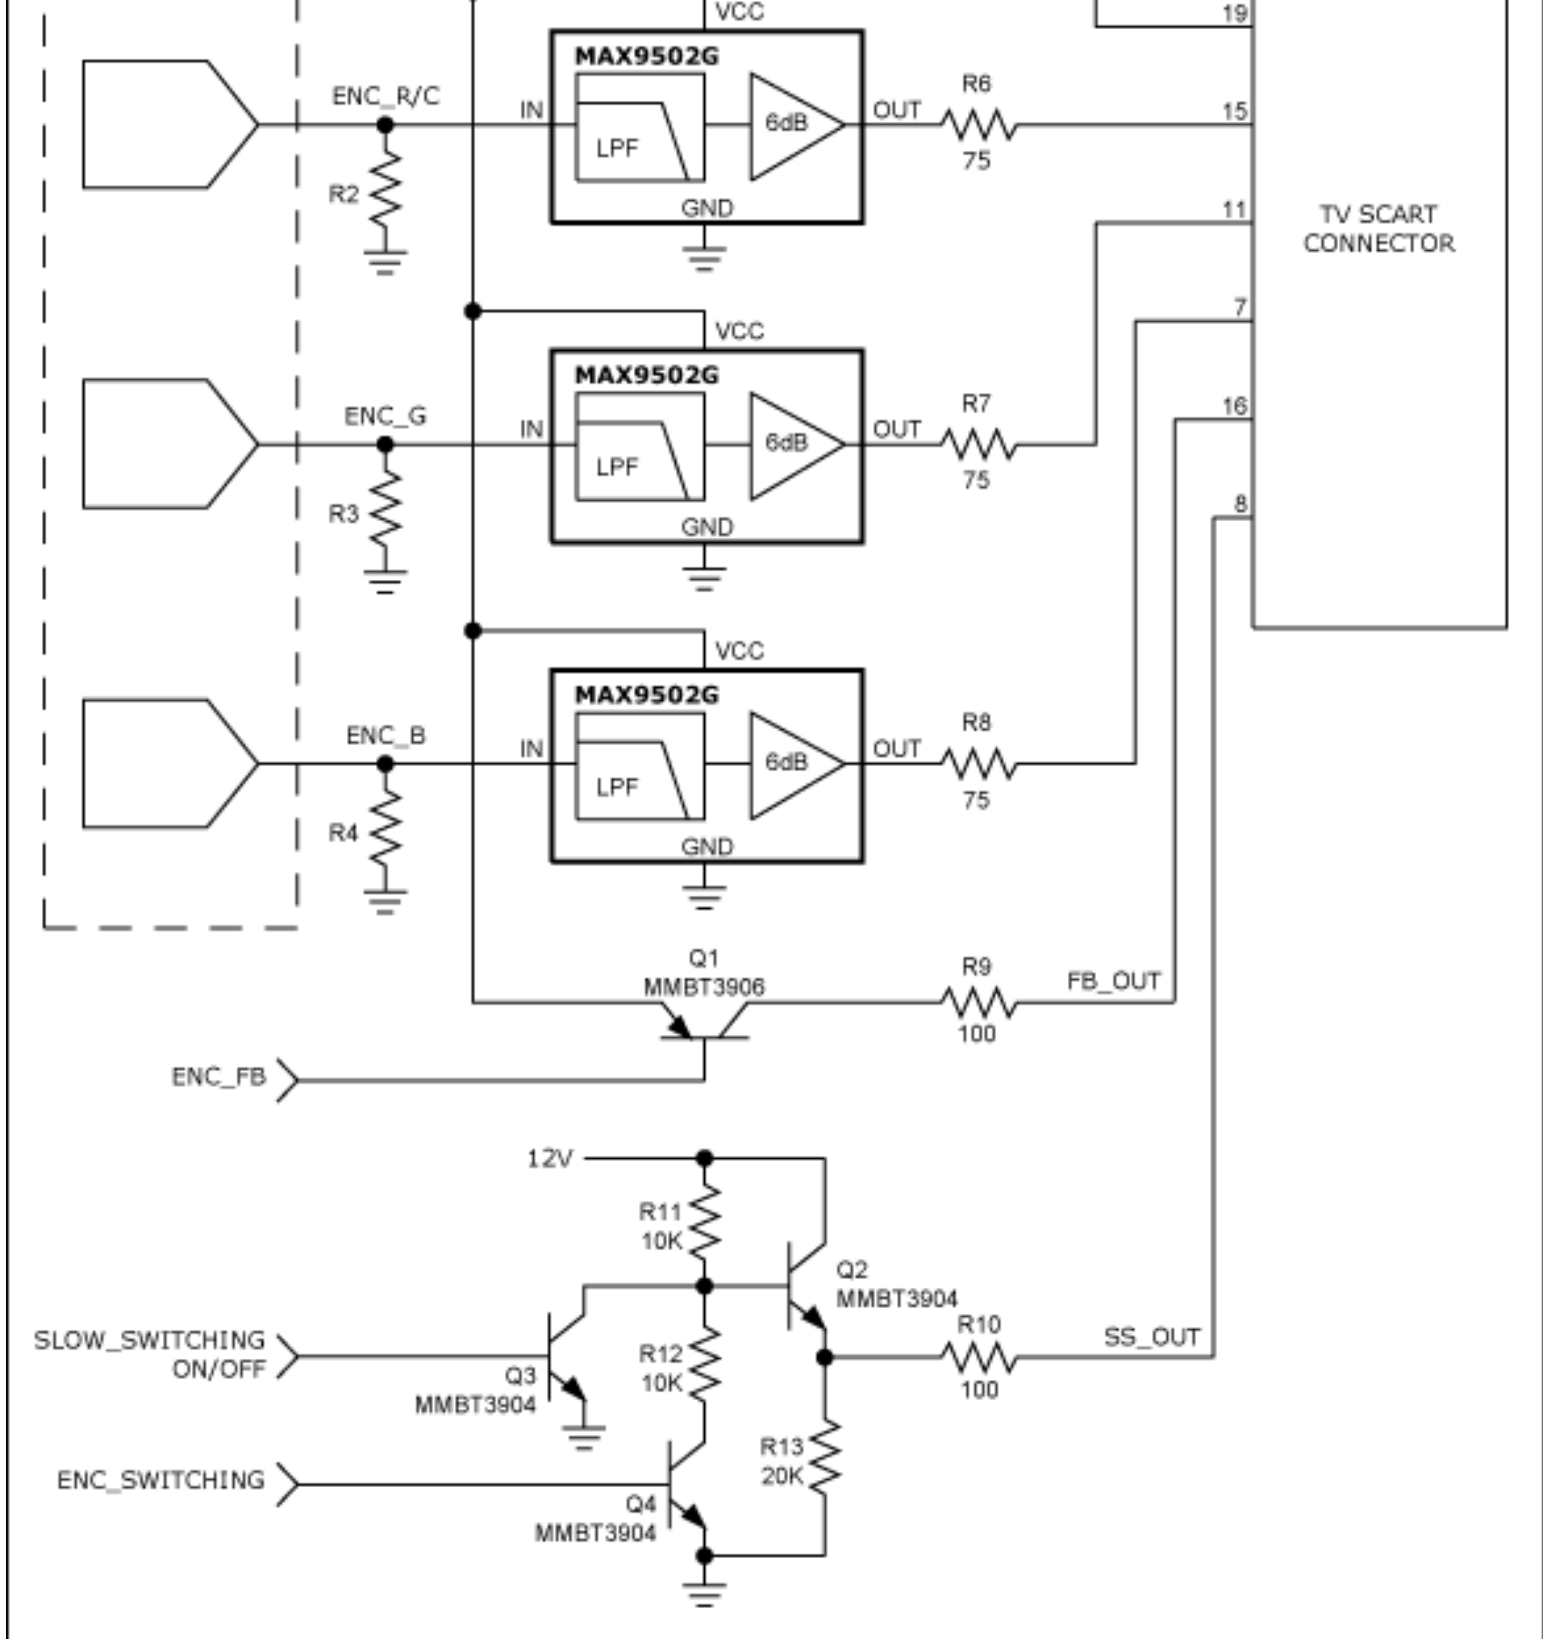 VCC
19
MAX9502G
ENC_R/C
IN
LPF
6dB
OUT
R6
75
15
R2
GND
11
TV SCART
CONNECTOR
7
VCC
MAX9502G
ENC_G
IN
LPF
6dB
OUT
R7
75
16
R3
GND
8
VCC
MAX9502G
ENC_B
IN
LPF
6dB
OUT
R8
75
R4
GND
Q1
MMBT3906
R9
100
FB_OUT
ENC_FB
12V
R11
10K
Q2
MMBT3904
SLOW_SWITCHING
ON/OFF
Q3
MMBT3904
R12
10K
R10
100
SS_OUT
R13
20K
ENC_SWITCHING
Q4
MMBT3904